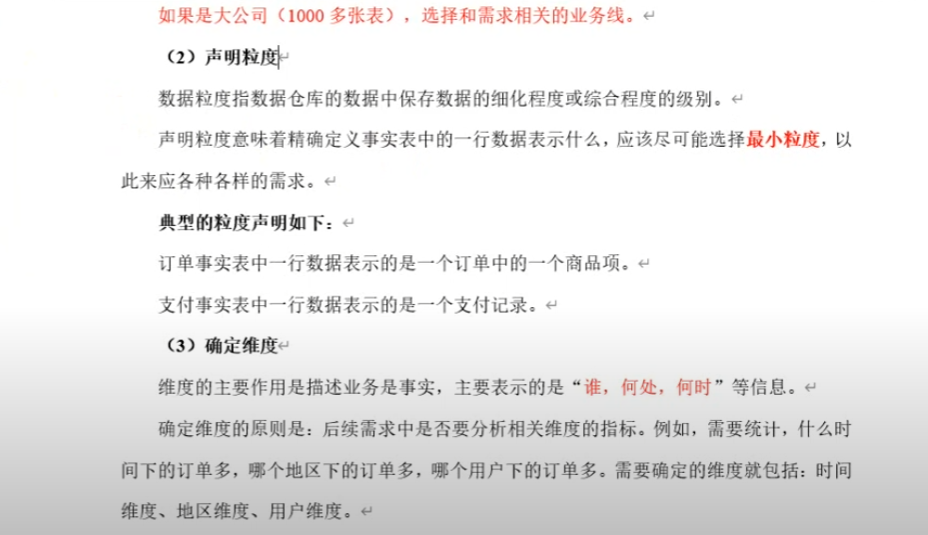 如果是大公司（1000 多张表），选择和需求相关的业务线。↵
（2）声明粒度↵
数据粒度指数据仓库的数据中保存数据的细化程度或综合程度的级别。↵
声明粒度意味着精确定义事实表中的一行数据表示什么，应该尽可能选择最小粒度，以
此来应各种各样的需求。↵
典型的粒度声明如下：↵
订单事实表中一行数据表示的是一个订单中的一个商品项。↵
支付事实表中一行数据表示的是一个支付记录。↵
（3）确定维度↵
维度的主要作用是描述业务是事实，主要表示的是“谁，何处，何时”等信息。↵
确定维度的原则是：后续需求中是否要分析相关维度的指标。例如，需要统计，什么时
间下的订单多，哪个地区下的订单多，哪个用户下的订单多。需要确定的维度就包括：时间
维度、地区维度、用户维度。↵